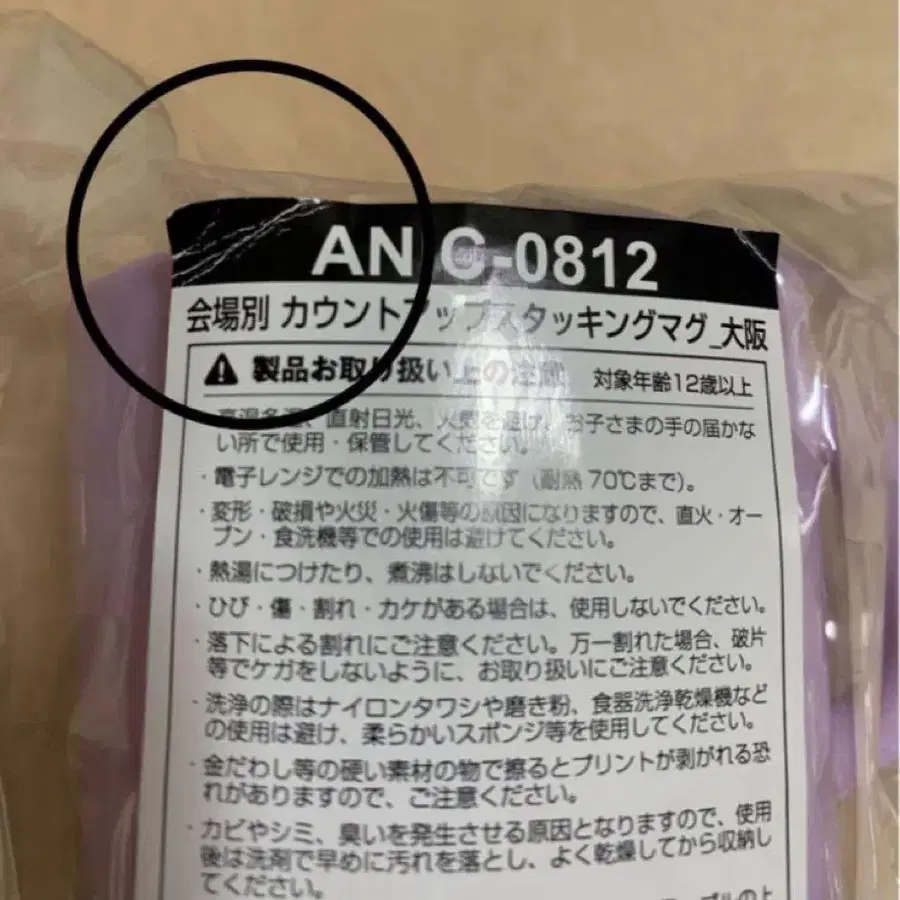 AN C-0812
会場別 カウントアップスタッキングマグ_大阪
製品お取り扱い上の注意 対象年齢12歳以上
高温多湿、直射日光、火気を避け、お子さまの手の届かな
い所で使用・保管してください。
・電子レンジでの加熱は不可です(耐熱 70℃まで)。
・変形・破損や火災・火傷等の原因になりますので、直火・オー
ブン・食洗機等での使用は避けてください。
・熱湯につけたり、煮沸はしないでください。
・ひび・傷・割れ・カケがある場合は、使用しないでください。
・落下による割れにご注意ください。万一割れた場合、破片
等でケガをしないように、お取り扱いにご注意ください。
・洗浄の際はナイロンタワシや磨き粉、食器洗浄乾燥機など
の使用は避け、柔らかいスポンジ等を使用してください。
・金だわし等の硬い素材の物で擦るとプリントが剥がれる恐
れがありますので、ご注意ください。
・カビやシミ、臭いを発生させる原因となりますので、使用
後は洗剤で早めに汚れを落とし、よく乾燥してから収納し
てください。